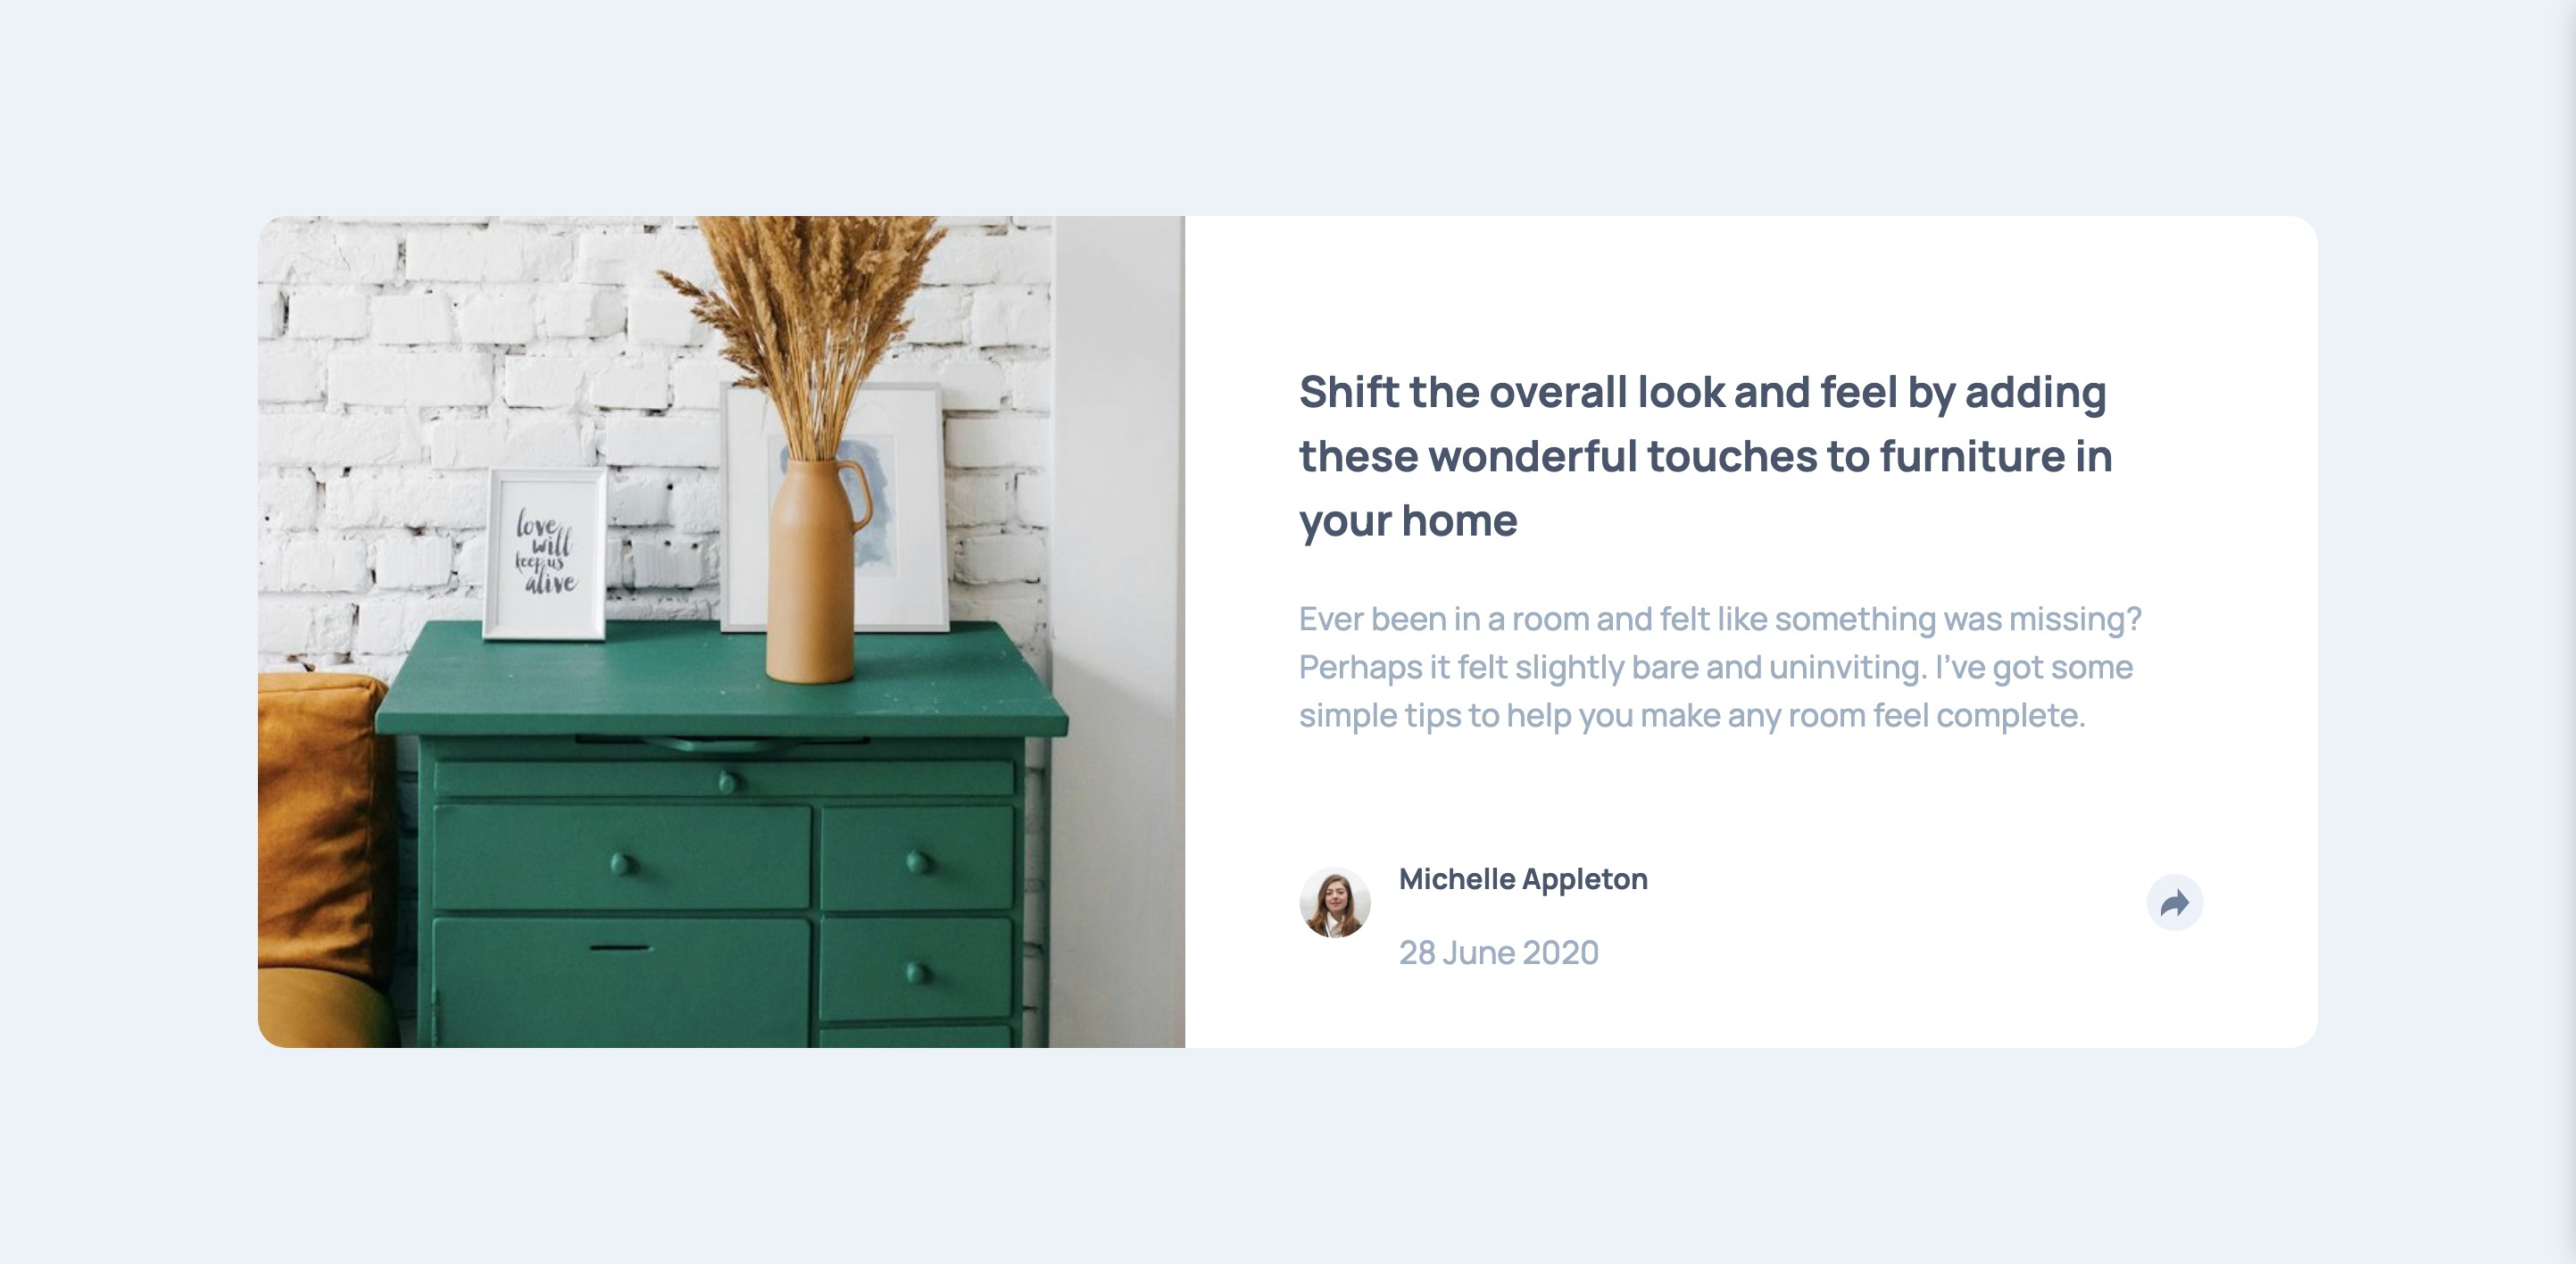 love
will
keep us
alive
Shift the overall look and feel by adding
these wonderful touches to furniture in
your home
Ever been in a room and felt like something was missing?
Perhaps it felt slightly bare and uninviting. I’ve got some
simple tips to help you make any room feel complete.
Michelle Appleton
28 June 2020